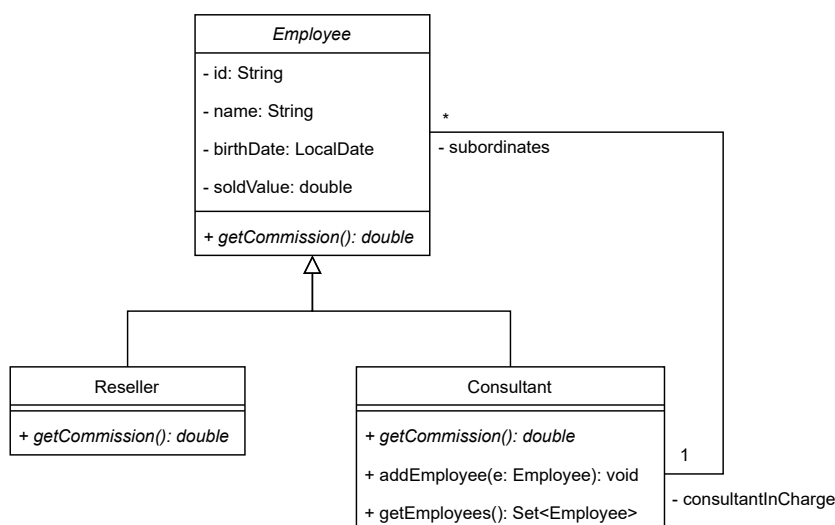 Employee
- id: String
- name: String
- birthDate: LocalDate
- soldValue: double
+ getCommission(): double
*
- subordinates
Reseller
+ getCommission(): double
Consultant
+ getCommission(): double
+ addEmployee(e: Employee): void
+ getEmployees(): Set<Employee>
1
- consultantInCharge